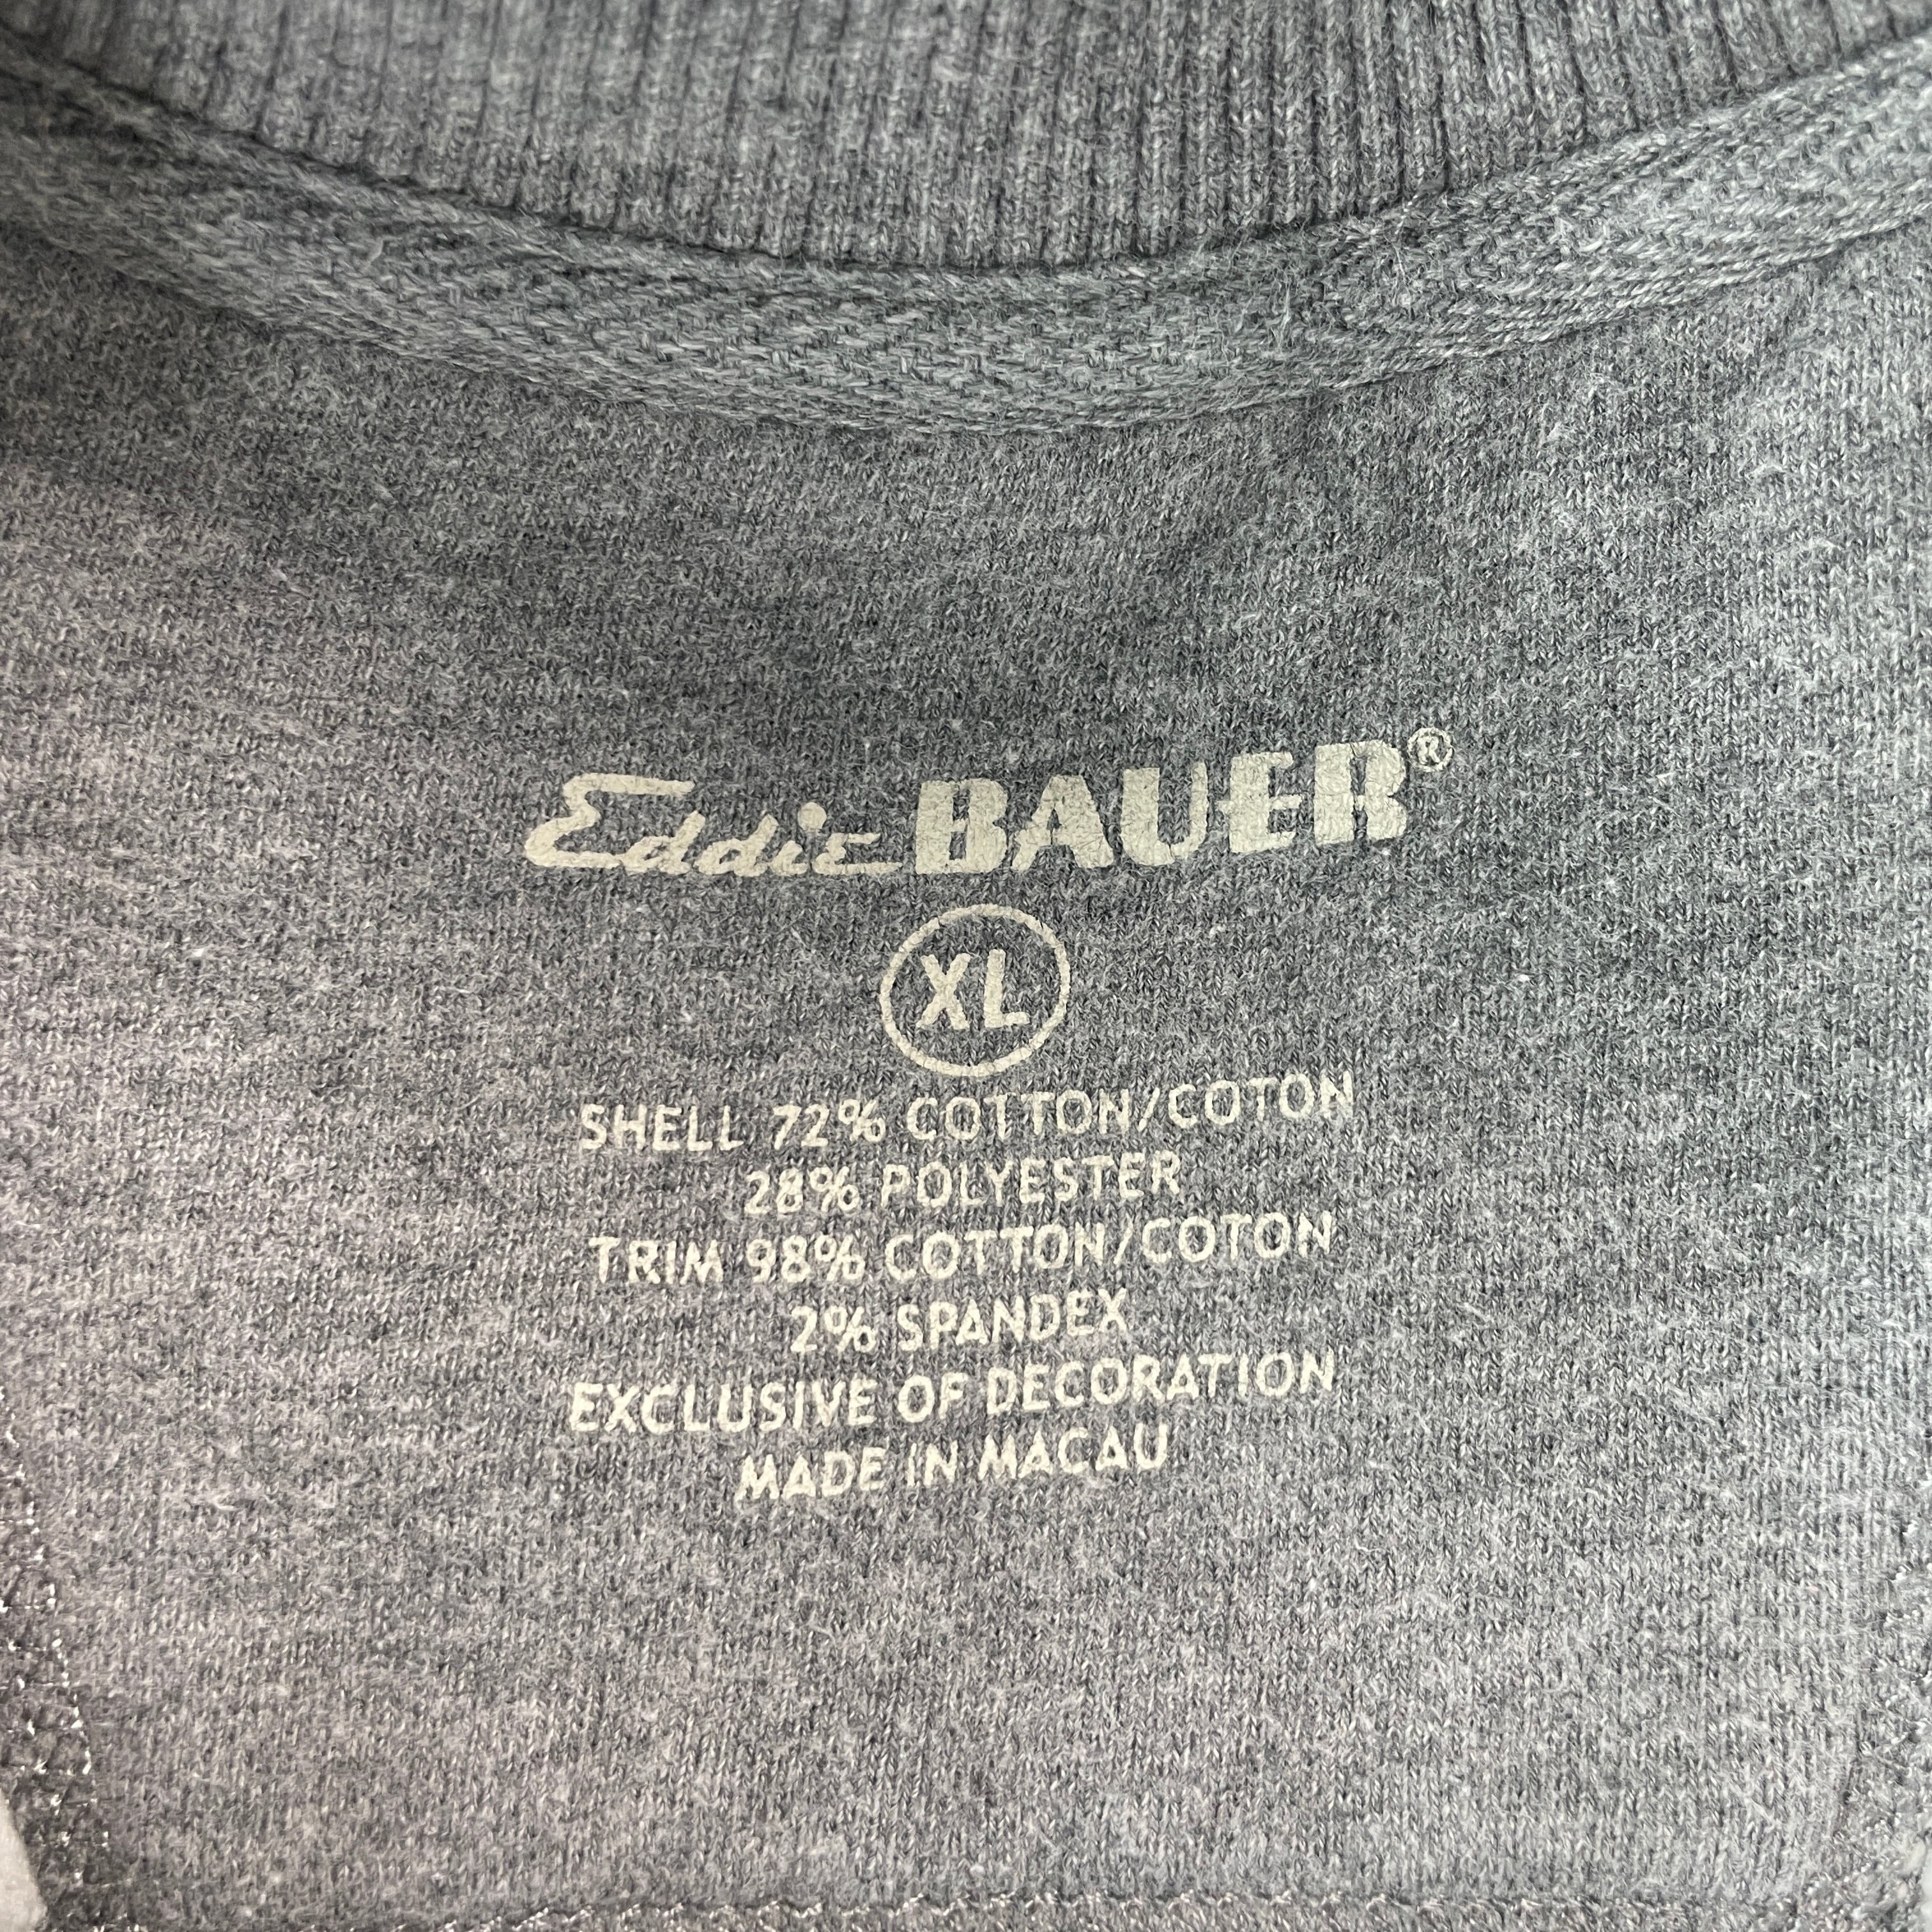 Eddie BAUER®
XL
SHELL 72% COTTON/COTON
28% POLYESTER
TRIM 98% COTTON/COTON
2% SPANDEX
EXCLUSIVE OF DECORATION
MADE IN MACAU